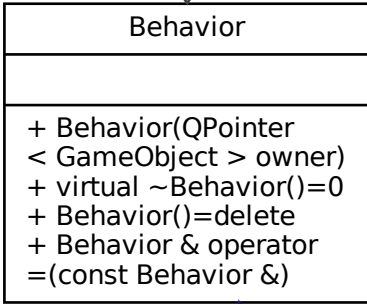 Behavior
+ Behavior(QPointer
< GameObject > owner)
+ virtual ~Behavior()=0
+ Behavior()=delete
+ Behavior & operator
=(const Behavior &)